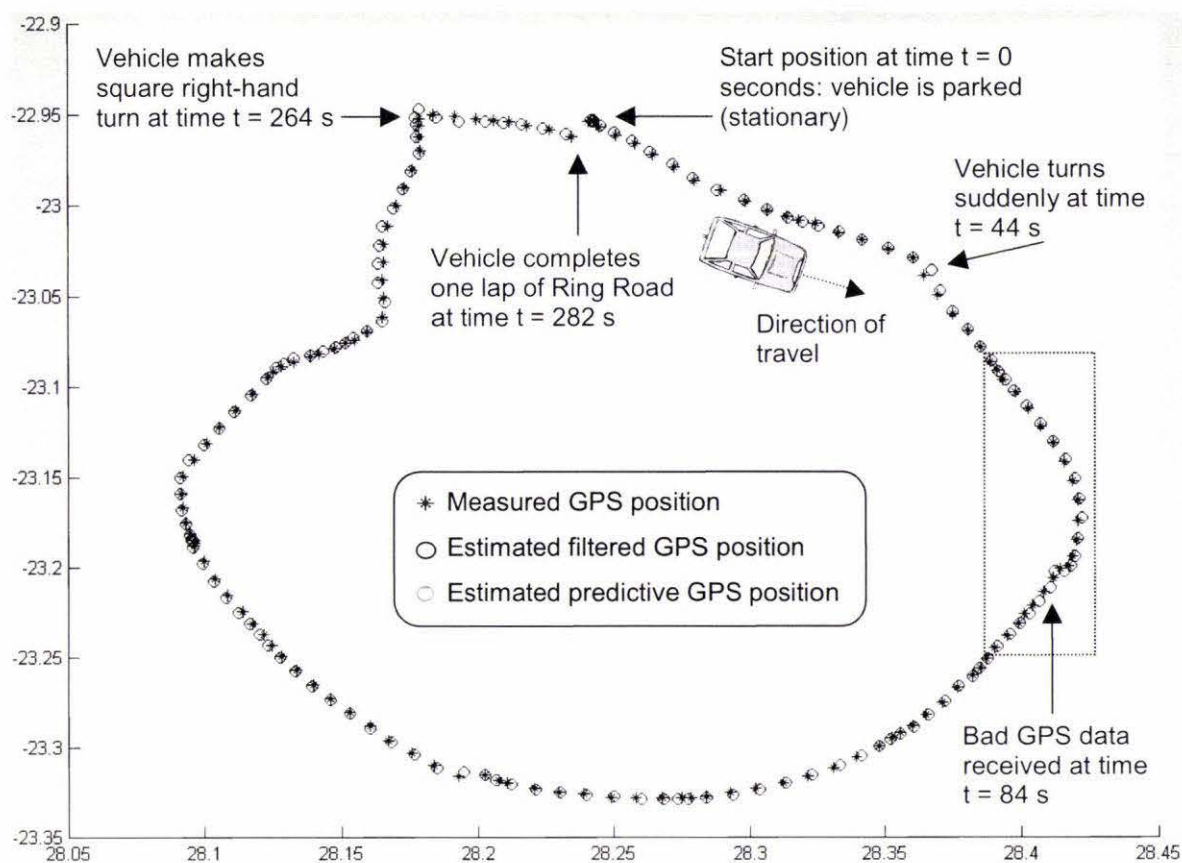 -22.9
Vehicle makes
square right-hand
turn at time t = 264 s
Start position at time t = 0
seconds: vehicle is parked
(stationary)
-22.95
Vehicle turns
suddenly at time
t = 44 s
-23
Vehicle completes
one lap of Ring Road
at time t = 282 s
Direction of
travel
-23.05
-23.1
-23.15
Measured GPS position
Estimated filtered GPS position
Estimated predictive GPS position
-23.2
-23.25
Bad GPS data
received at time
t = 84 s
-23.3
-23.35
28.05 28.1 28.15 28.2 28.25 28.3 28.35 28.4 28.45